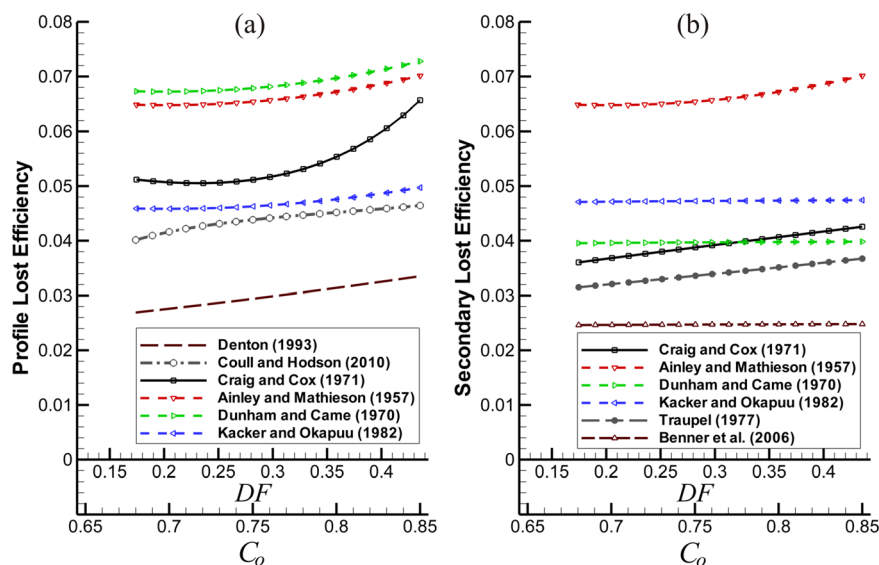 (a)
Profile Lost Efficiency
0.08
0.07
0.06
0.05
0.04
0.03
0.02
0.01
0
Denton (1993)
Coull and Hodson (2010)
Craig and Cox (1971)
Ainley and Mathieson (1957)
Dunham and Came (1970)
Kacker and Okapuu (1982)
0.15 0.2 0.25 0.3 0.35 0.4
DF
0.65 0.7 0.75 0.8 0.85
Co
(b)
Secondary Lost Efficiency
0.08
0.07
0.06
0.05
0.04
0.03
0.02
0.01
0
Craig and Cox (1971)
Ainley and Mathieson (1957)
Dunham and Came (1970)
Kacker and Okapuu (1982)
Traupel (1977)
Benner et al. (2006)
0.15 0.2 0.25 0.3 0.35 0.4
DF
0.65 0.7 0.75 0.8 0.85
Co